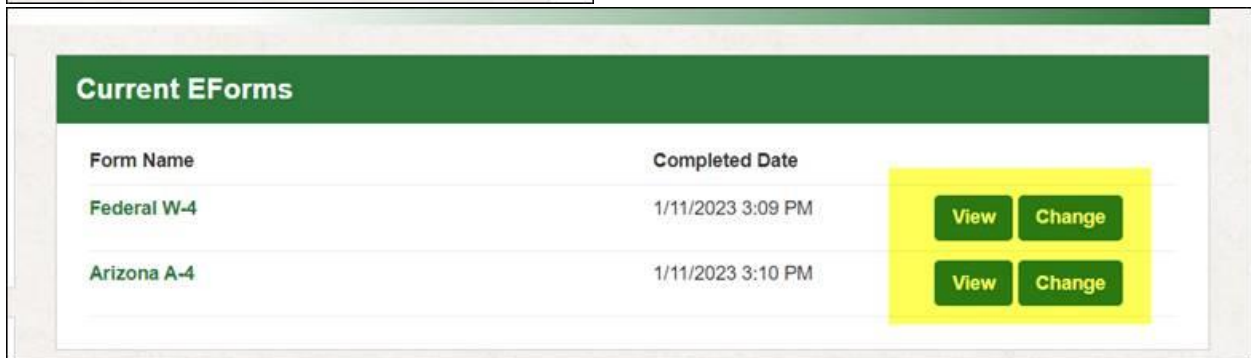 Current EForms
Form Name Completed Date
Federal W-4 1/11/2023 3:09 PM View Change
Arizona A-4 1/11/2023 3:10 PM View Change